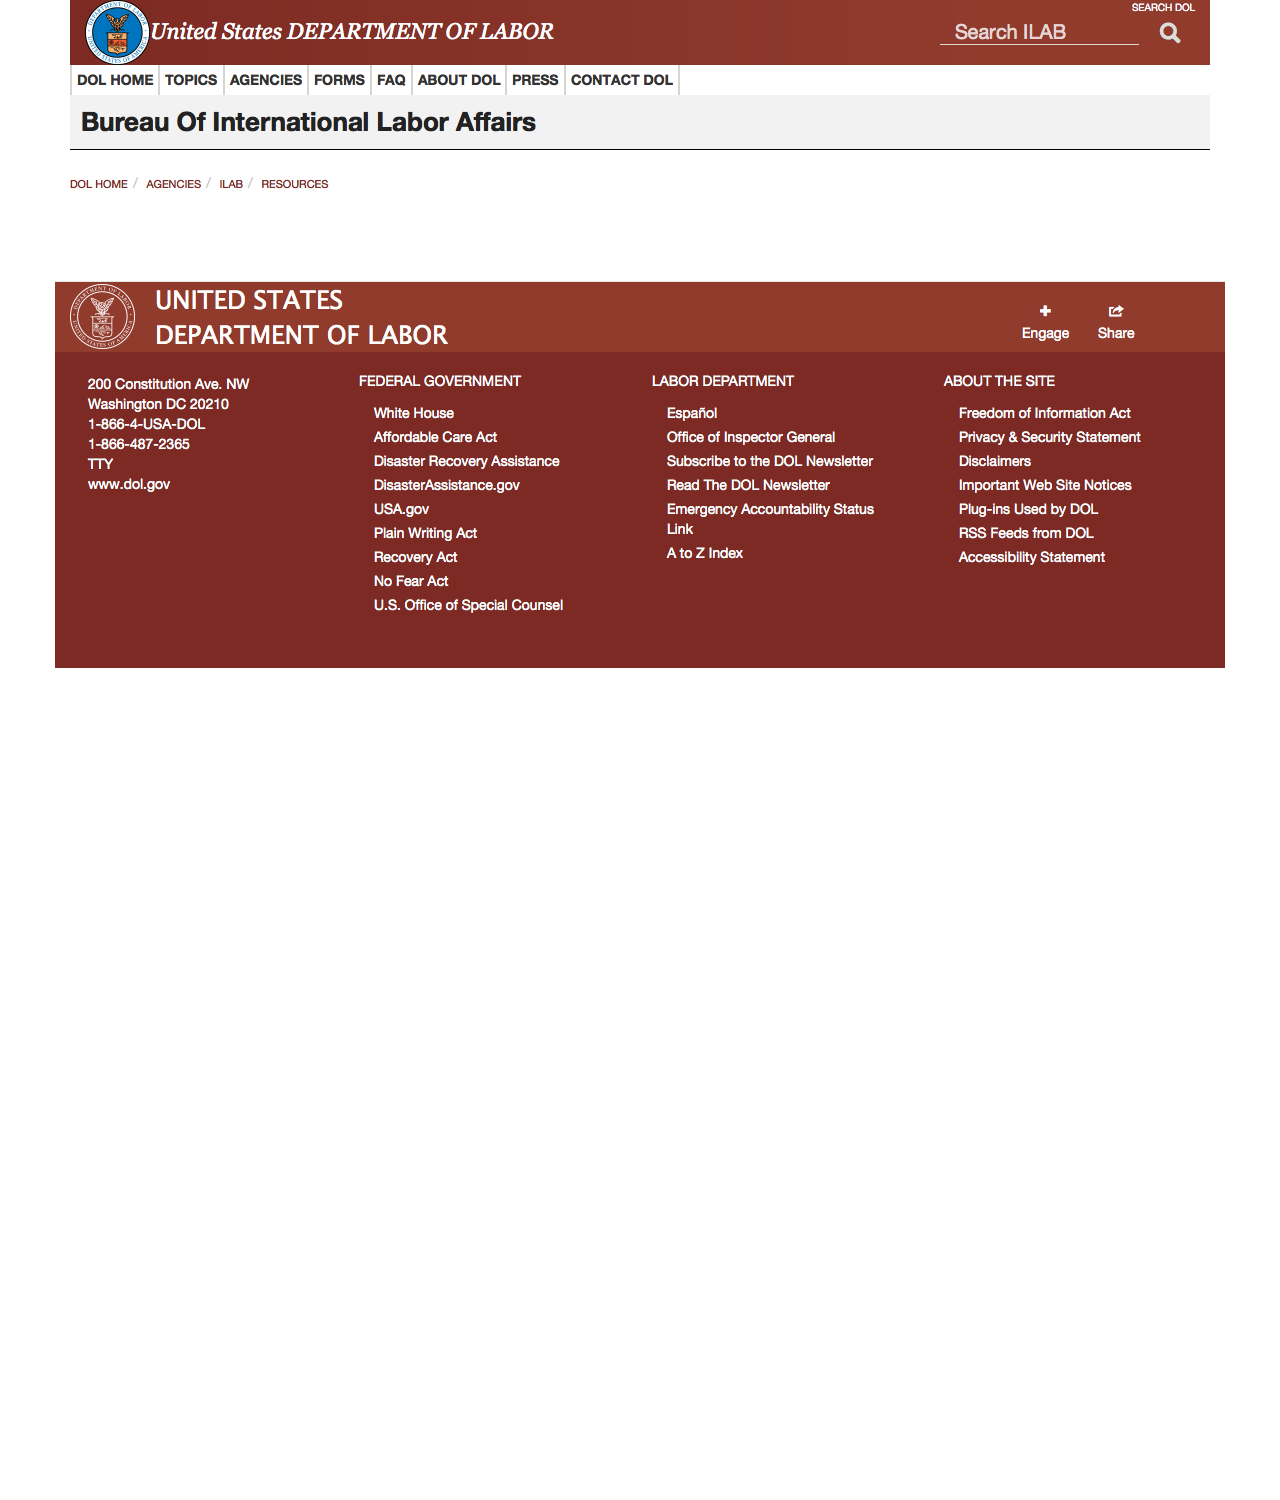 SEARCH DOL
United States DEPARTMENT OF LABOR
Search ILAB
DOL HOME TOPICS AGENCIES FORMS FAQ ABOUT DOL PRESS CONTACT DOL
Bureau Of International Labor Affairs
DOL HOME / AGENCIES / ILAB / RESOURCES
UNITED STATES
DEPARTMENT OF LABOR
Engage
Share
200 Constitution Ave. NW
Washington DC 20210
1-866-4-USA-DOL
1-866-487-2365
TTY
www.dol.gov
FEDERAL GOVERNMENT
White House
Affordable Care Act
Disaster Recovery Assistance
DisasterAssistance.gov
USA.gov
Plain Writing Act
Recovery Act
No Fear Act
U.S. Office of Special Counsel
LABOR DEPARTMENT
Español
Office of Inspector General
Subscribe to the DOL Newsletter
Read The DOL Newsletter
Emergency Accountability Status
Link
A to Z Index
ABOUT THE SITE
Freedom of Information Act
Privacy & Security Statement
Disclaimers
Important Web Site Notices
Plug-ins Used by DOL
RSS Feeds from DOL
Accessibility Statement